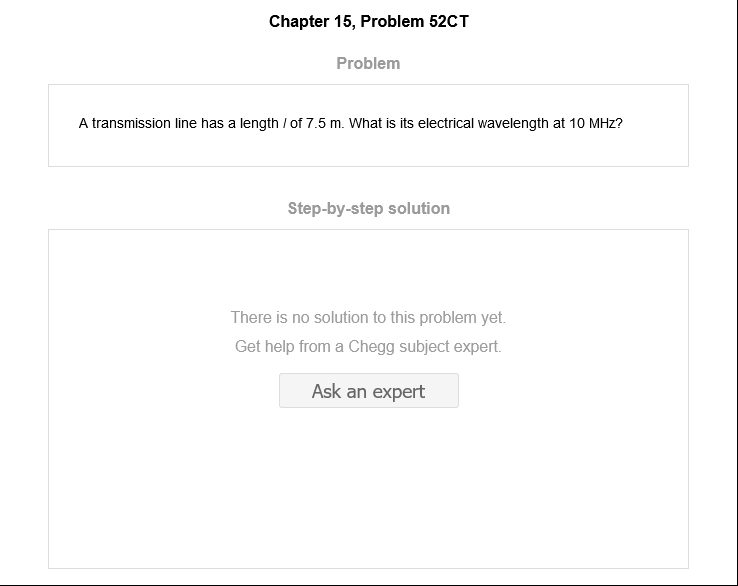 Chapter 15, Problem 52CT
Problem
A transmission line has a length l of 7.5 m. What is its electrical wavelength at 10 MHz?
Step-by-step solution
There is no solution to this problem yet.
Get help from a Chegg subject expert.
Ask an expert